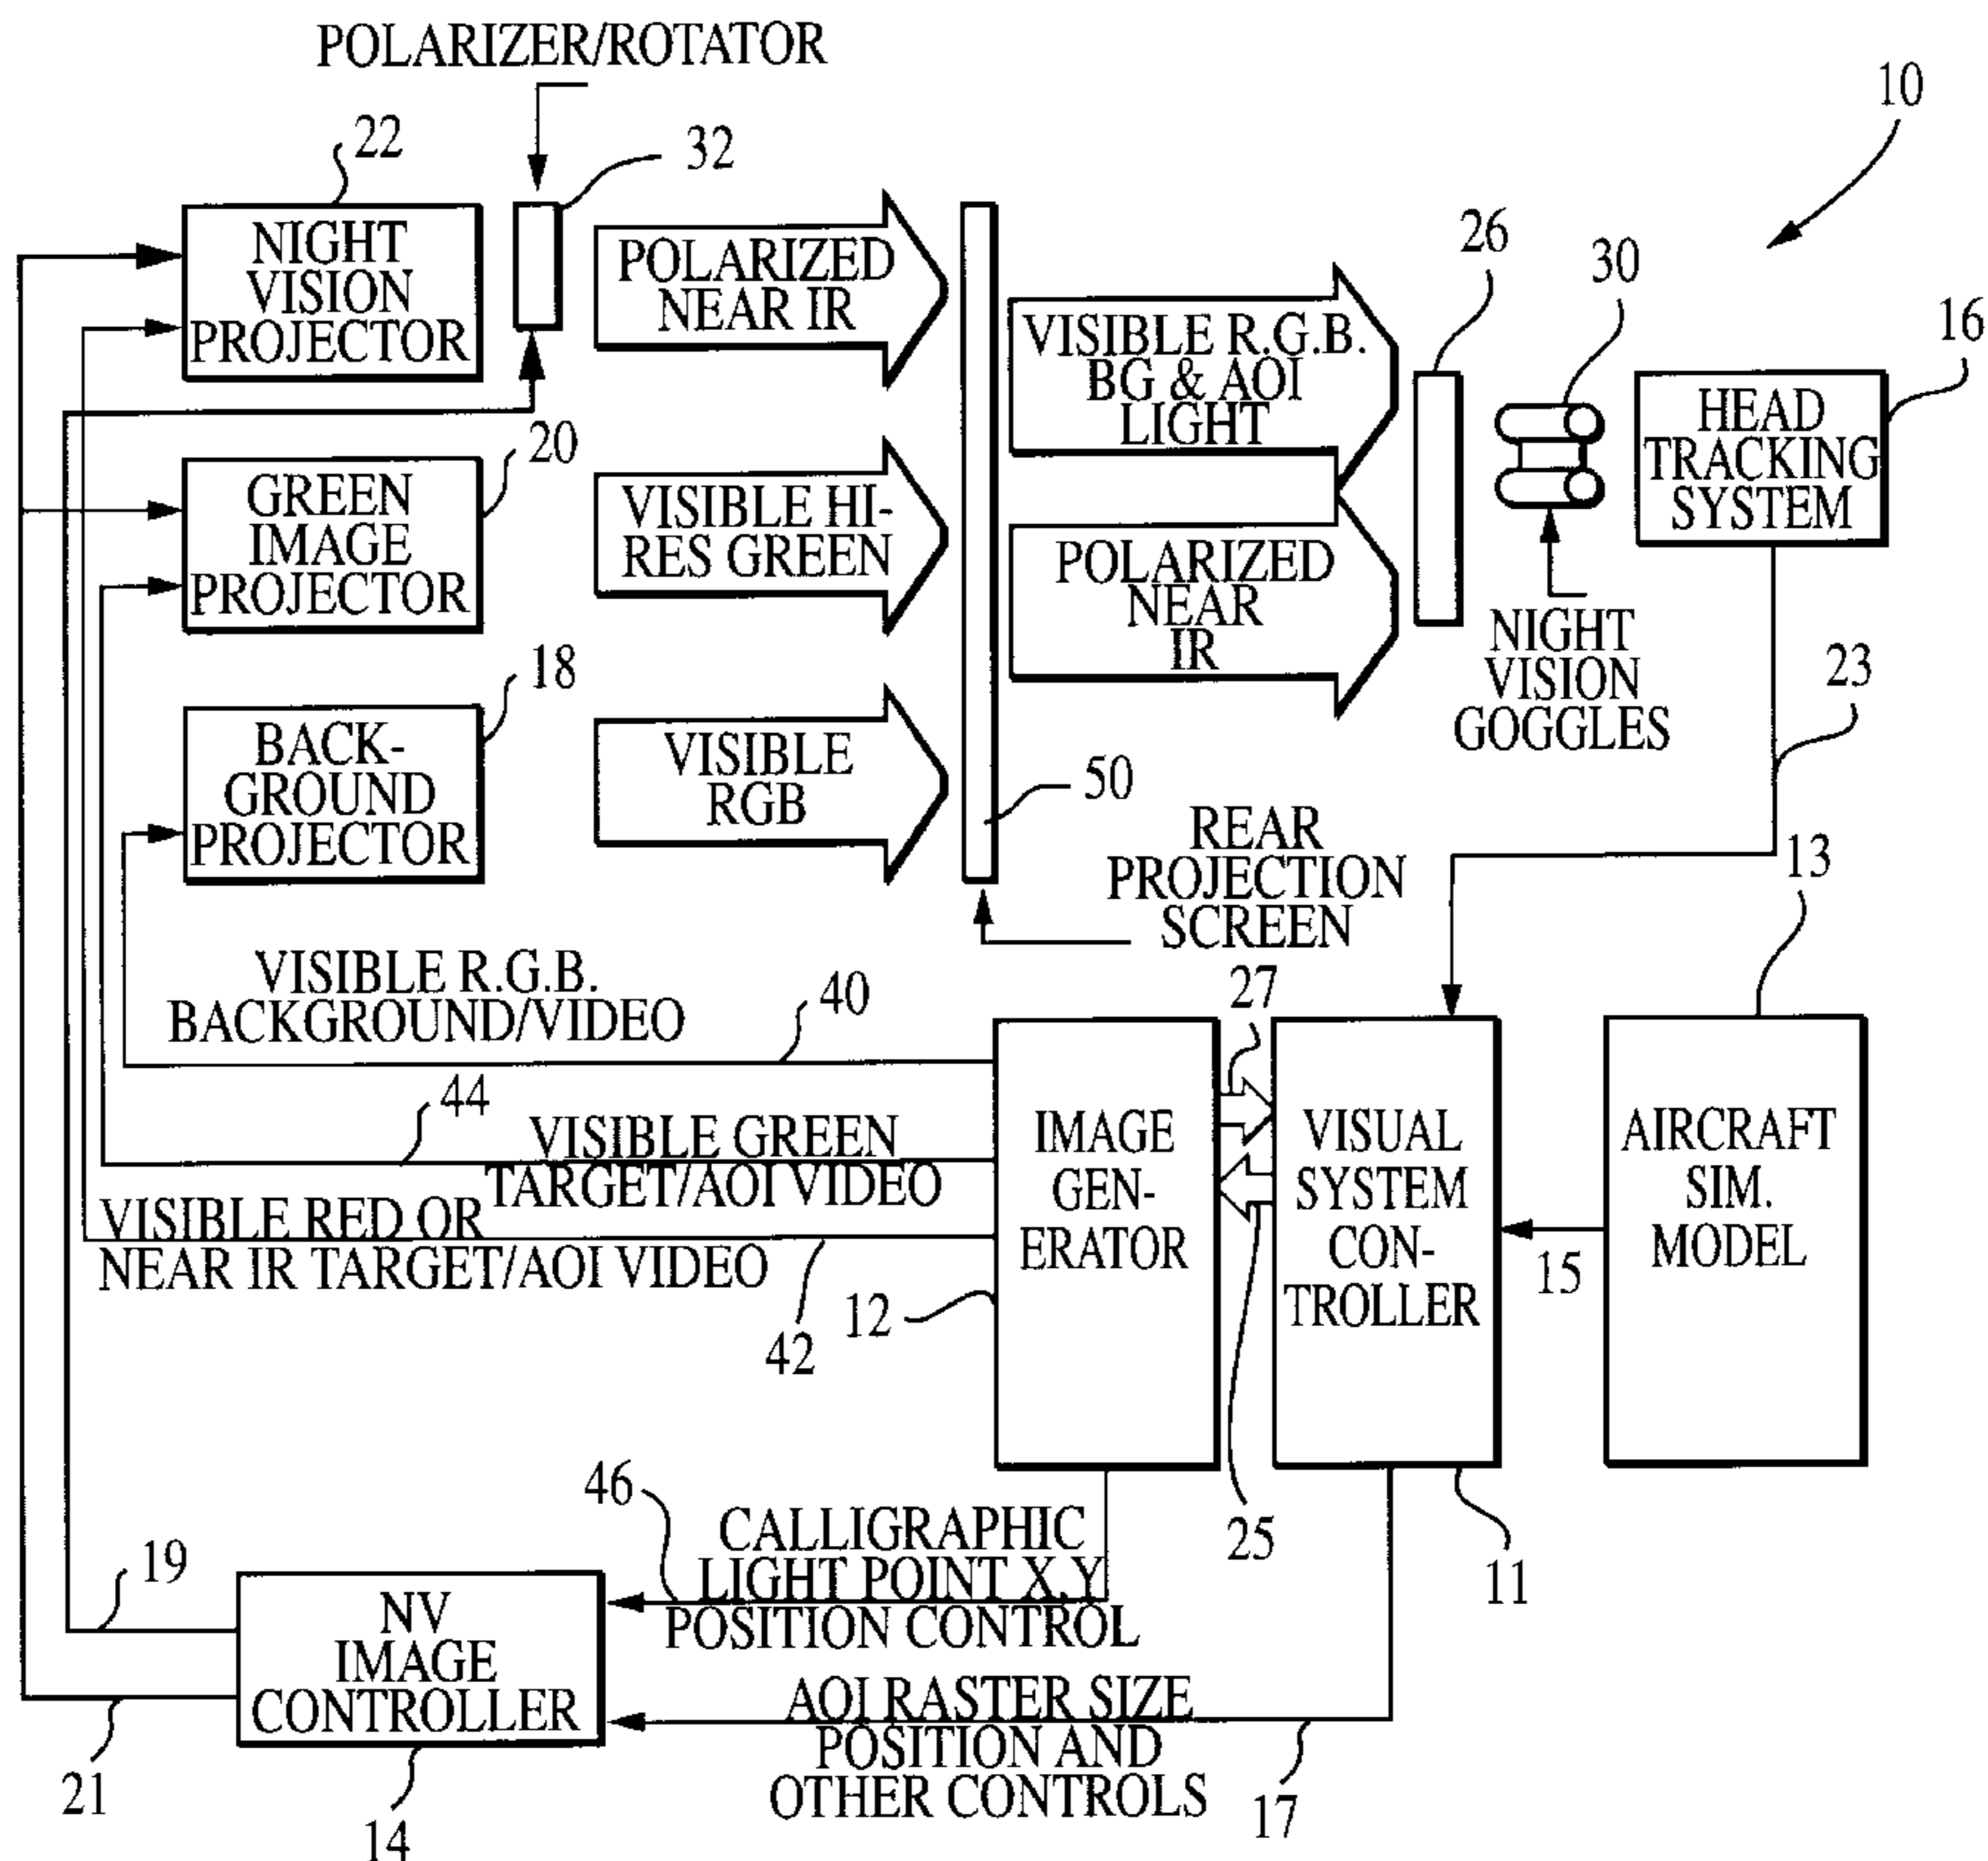 POLARIZER/ROTATOR
10
22
32
NIGHT
VISION
PROJECTOR
POLARIZED
NEAR IR
26
30
16
VISIBLE R.G.B.
BG & AOI
LIGHT
HEAD
TRACKING
SYSTEM
20
GREEN
IMAGE
PROJECTOR
VISIBLE HI-
RES GREEN
POLARIZED
NEAR
IR
NIGHT
VISION
GOGGLES
23
18
BACK-
GROUND
PROJECTOR
VISIBLE
RGB
50
REAR
PROJECTION
SCREEN
13
VISIBLE R.G.B.
BACKGROUND/VIDEO
40
27
44
VISIBLE GREEN
TARGET/AOI VIDEO
VISIBLE RED OR
NEAR IR TARGET/AOI VIDEO
42
12
IMAGE
GEN-
ERATOR
VISUAL
SYSTEM
CON-
TROLLER
15
AIRCRAFT
SIM.
MODEL
46
CALLIGRAPHIC
LIGHT POINT X,Y
POSITION CONTROL
25
11
19
NV
IMAGE
CONTROLLER
AOI RASTER SIZE
POSITION AND
OTHER CONTROLS
21
14
17